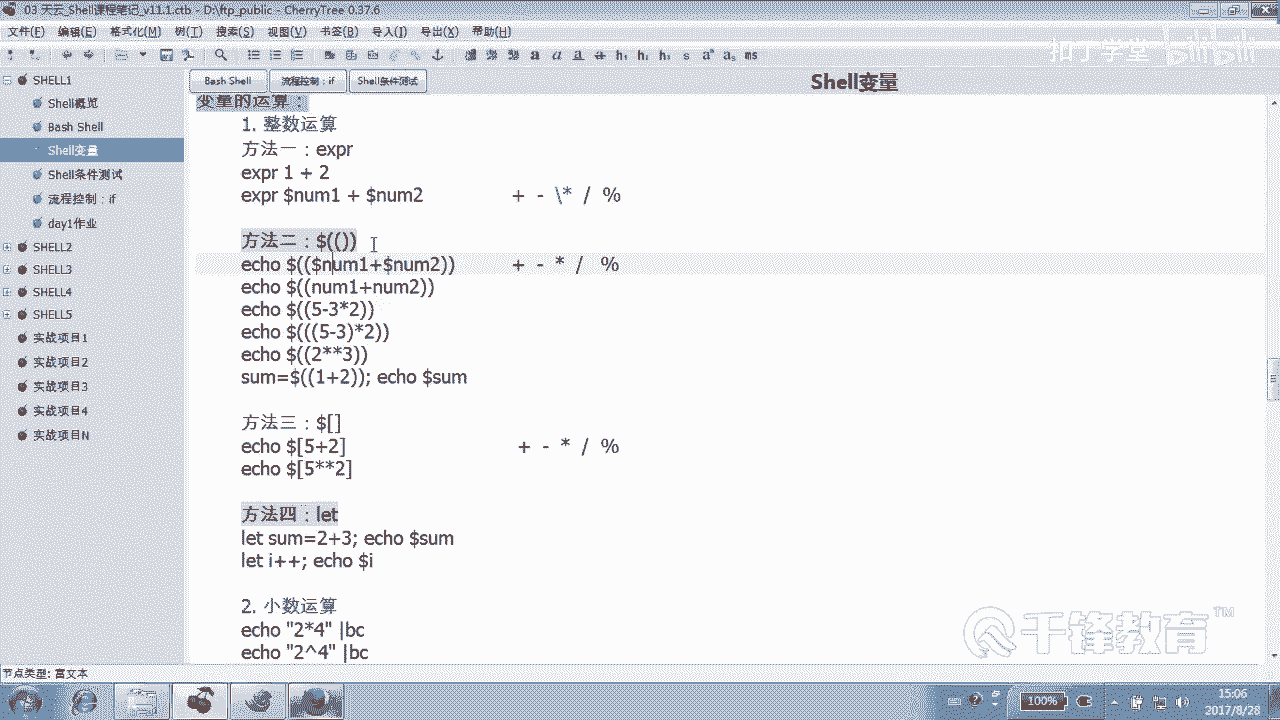 03 天云_Shell课程笔记_v11.1.ctb - D:\ftp_public - CherryTree 0.37.6
文件(F) 编辑(E) 格式化(M) 树(T) 搜索(S) 视图(V) 书签(B) 导入(I) 导出(X) 帮助(H)
扣丁学堂 bilibili
a a a a a h₁ h₁ h₃ s aª aₐ ms
Bash Shell 流程控制：if Shell条件测试 Shell变量
SHELL1
Shell概览
Bash Shell
Shell变量
Shell条件测试
流程控制：if
day1作业
SHELL2
SHELL3
SHELL4
SHELL5
实战项目1
实战项目2
实战项目3
实战项目4
实战项目N
变量的运算：
1. 整数运算
方法一：expr
expr 1 + 2
expr $num1 + $num2 + - \* / %
方法二：$(())
echo $(($num1+$num2)) + - * / %
echo $((num1+num2))
echo $((5-3*2))
echo $(((5-3)*2))
echo $((2**3))
sum=$((1+2)); echo $sum
方法三：$[]
echo $[5+2] + - * / %
echo $[5**2]
方法四：let
let sum=2+3; echo $sum
let i++; echo $i
2. 小数运算
echo "2*4" |bc
echo "2^4" |bc
千锋教育™
节点类型: 富文本
100%
15:06
2017/8/28